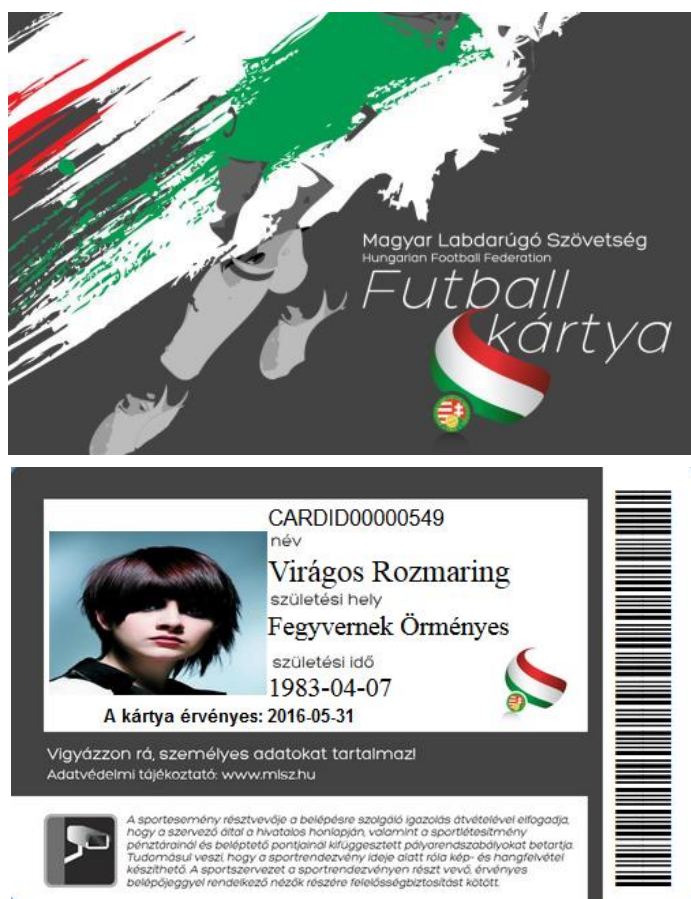 Magyar Labdarúgó Szövetség
Hungarian Football Federation
Futball
kártya
CARDID00000549
név
Virágos Rozmaring
születési hely
Fegyvernek Örményes
születési idő
1983-04-07
A kártya érvényes: 2016-05-31
Vigyázzon rá, személyes adatokat tartalmaz!
Adatvédelmi tájékoztató: www.mlsz.hu
A sportesemény résztvevője a belépésre szolgáló igazolás átvételével elfogadja,
hogy a szervező által a hivatalos honlapján, valamint a sportlétesítmény
pénztárainál és beléptető pontjainál kifüggesztett pályarendszabályokat betartja.
Tudomásul veszi, hogy a sportrendezvény ideje alatt róla kép- és hangfelvétel
készíthető. A sportszervezet a sportrendezvényen részt vevő, érvényes
belépőjeggyel rendelkező nézők részére felelősségbiztosítást kötött.